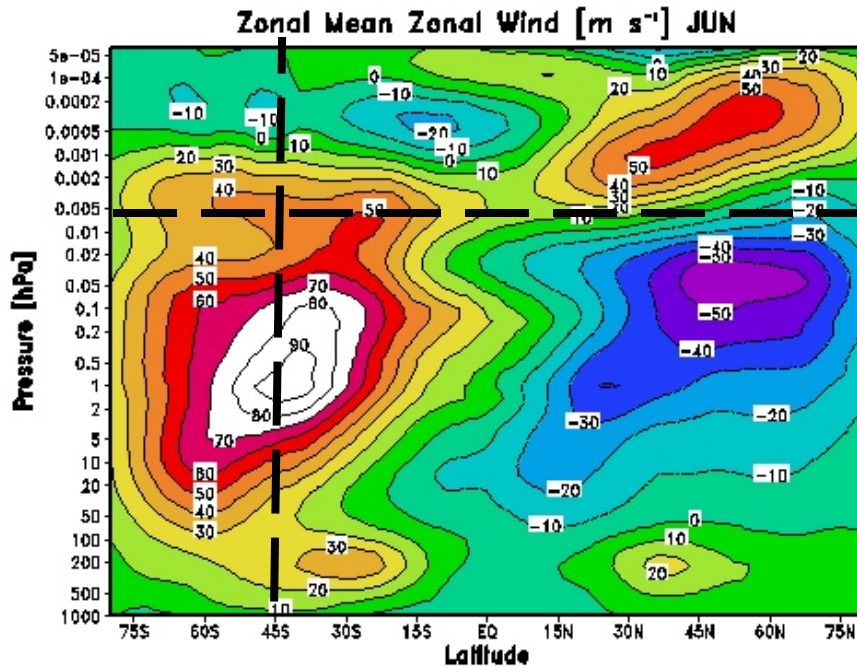 Zonal Mean Zonal Wind [m s⁻¹] JUN
5e-05 0 10 20 30 20
1e-04 0 -10 20 40
0.0002 -10 -10 50
0.0005 -20
0 10 -10
0.001 20 30 0 50
0.002 40 10 40 -10
0.005 50 30 30 -20
0.01 10 -30
0.02 40 -40
50 -50
0.05 60 70
0.1 80 -50
0.2
90 -40
0.5
1
2 80 -30 -20
5 70
10 60 -10
20 50 -20
50 40 30 -10 0
100 30 10
200 20 20
500 10
1000
75S 60S 45S 30S 15S EQ 15N 30N 45N 60N 75N
Latitude
Pressure [hPa]